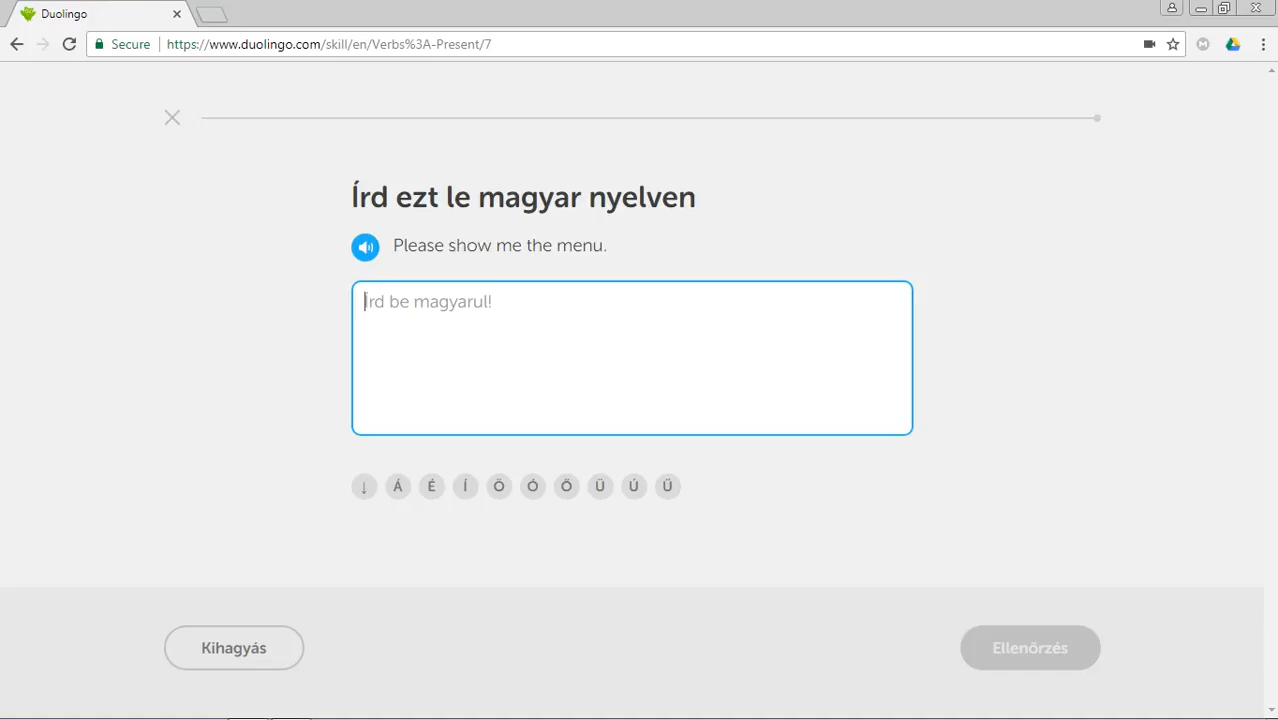 Duolingo
Secure https://www.duolingo.com/skill/en/Verbs%3A-Present/7
Írd ezt le magyar nyelven
Please show me the menu.
Írd be magyarul!
↓ Á É Í Ö Ó Ő Ü Ú Ű
Kihagyás
Ellenőrzés